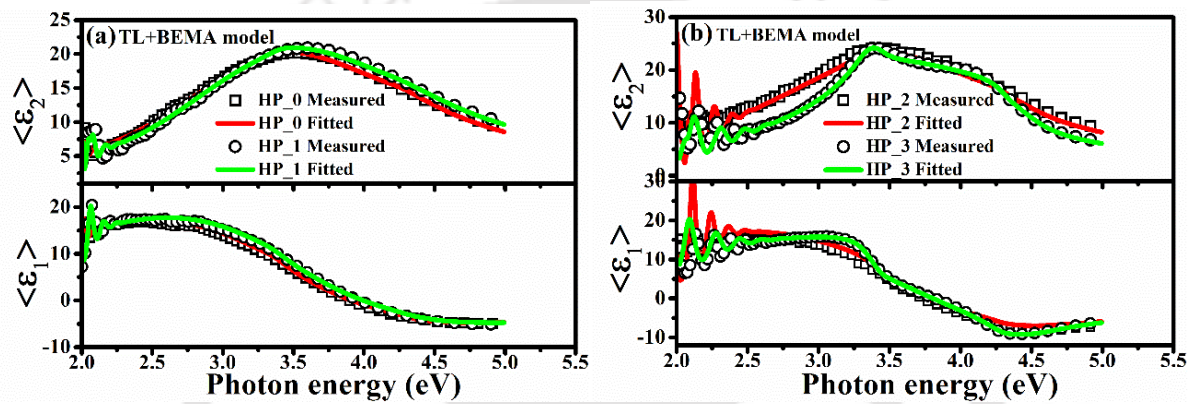 (a) TL+BEMA model
25
20
15
10
5
<ε2>
HP_0 Measured
HP_0 Fitted
HP_1 Measured
HP_1 Fitted
20
10
0
-10
<ε1>
2.0 2.5 3.0 3.5 4.0 4.5 5.0 5.5
Photon energy (eV)
(b) TL+BEMA model
30
20
10
0
<ε2>
HP_2 Measured
HP_2 Fitted
HP_3 Measured
HP_3 Fitted
30
20
10
0
-10
<ε1>
2.0 2.5 3.0 3.5 4.0 4.5 5.0 5.5
Photon energy (eV)